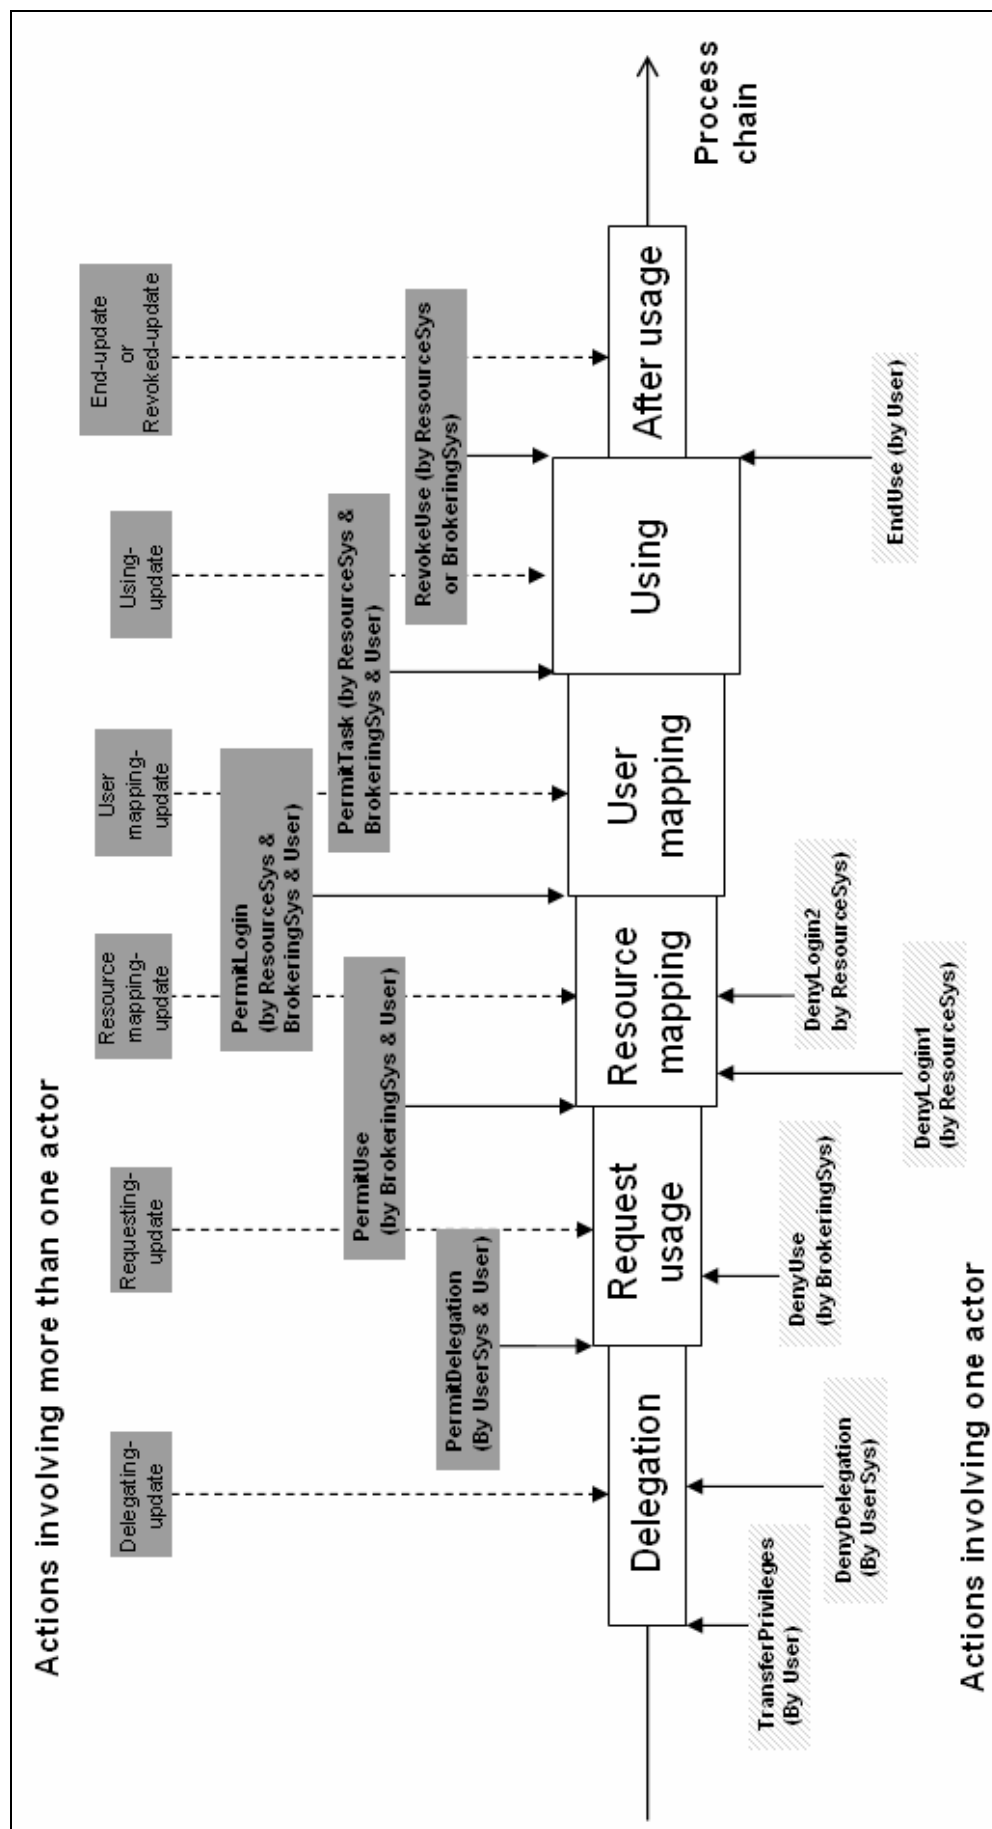 Actions involving more than one actor
Delegating-
update
Requesting-
update
Resource
mapping-
update
User
mapping-
update
Using-
update
End-update
or
Revoked-update
PermitDelegation
(By UserSys & User)
PermitUse
(by BrokeringSys & User)
PermitLogin
(by ResourceSys &
BrokeringSys & User)
PermitTask (by ResourceSys &
BrokeringSys & User)
RevokeUse (by ResourceSys
or BrokeringSys)
Delegation
Request
usage
Resource
mapping
User
mapping
Using
After usage
Process
chain
TransferPrivileges
(By User)
DenyDelegation
(By UserSys)
DenyUse
(by BrokeringSys)
DenyLogin1
(by ResourceSys)
DenyLogin2
by ResourceSys)
EndUse (by User)
Actions involving one actor